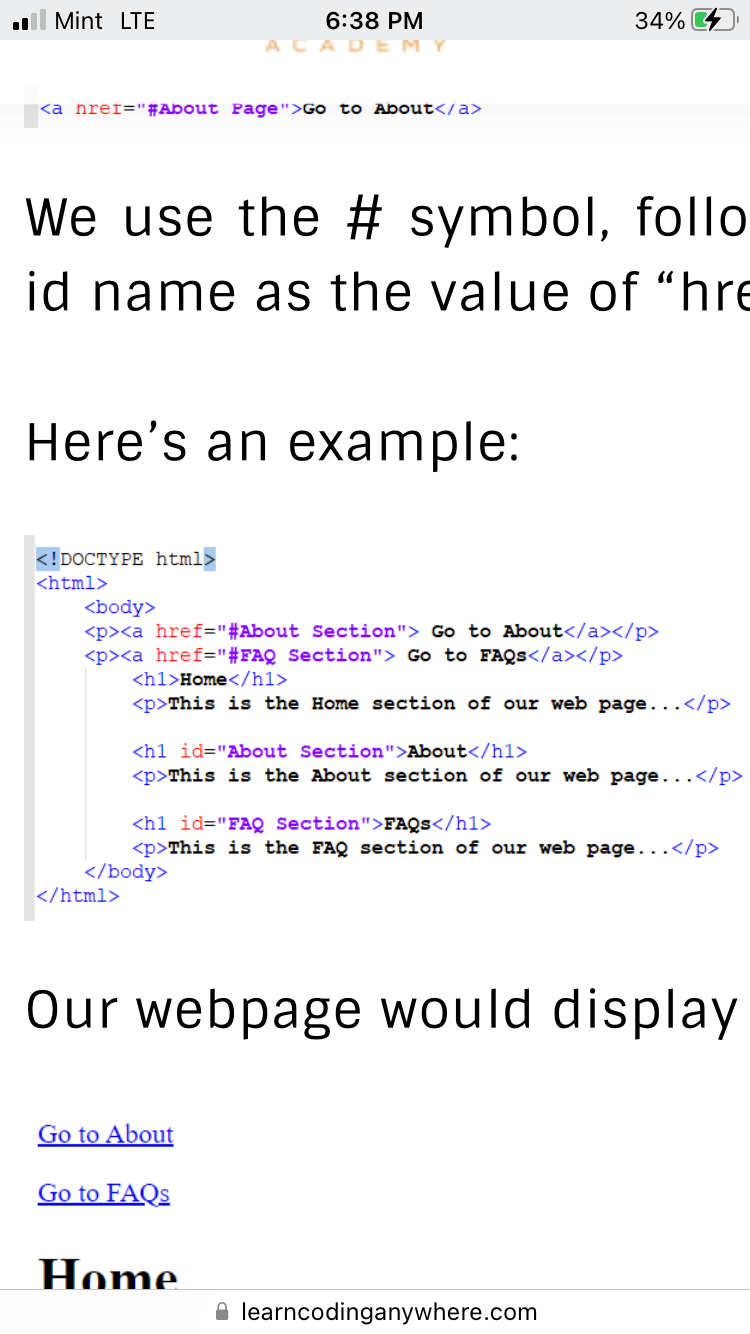 Mint LTE 6:38 PM 34%
ACADEMY
<a href="#About Page">Go to About</a>
We use the # symbol, follo
id name as the value of “hre
Here’s an example:
<!DOCTYPE html>
<html>
<body>
<p><a href="#About Section"> Go to About</a></p>
<p><a href="#FAQ Section"> Go to FAQs</a></p>
<h1>Home</h1>
<p>This is the Home section of our web page...</p>
<h1 id="About Section">About</h1>
<p>This is the About section of our web page...</p>
<h1 id="FAQ Section">FAQs</h1>
<p>This is the FAQ section of our web page...</p>
</body>
</html>
Our webpage would display
Go to About
Go to FAQs
Home
learncodinganywhere.com